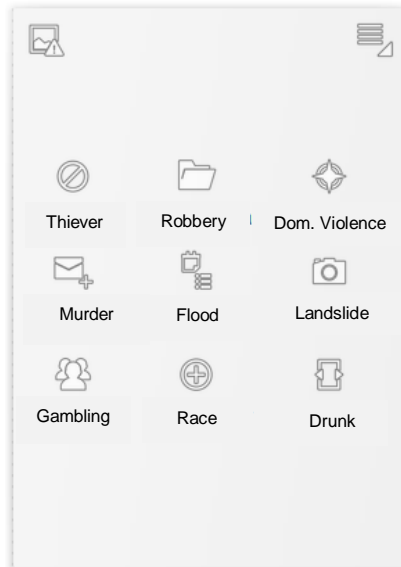 Thiever Robbery Dom. Violence
Murder Flood Landslide
Gambling Race Drunk